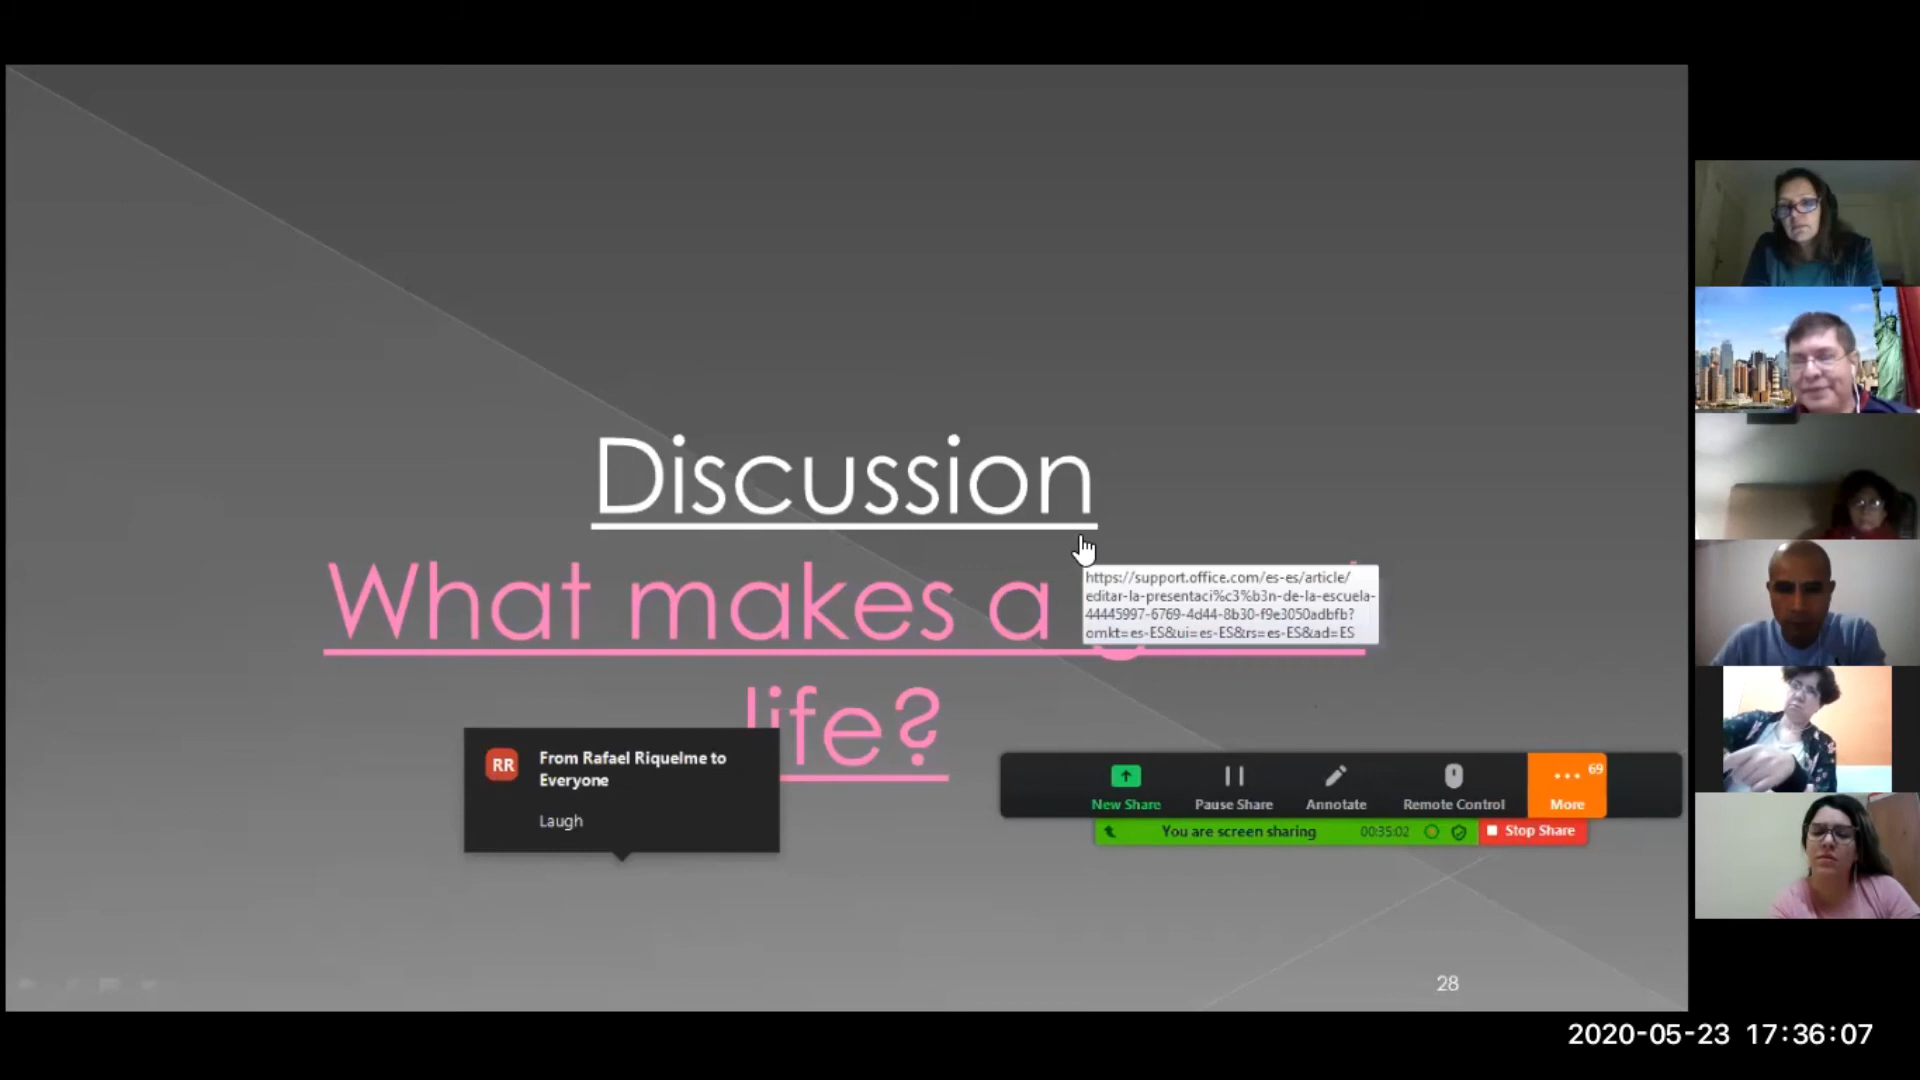 Discussion
What makes a
life?
https://support.office.com/es-es/article/
editar-la-presentaci%c3%b3n-de-la-escuela-
44445997-6769-4d44-8b30-f9e3050adbfb?
omkt=es-ES&ui=es-ES&rs=es-ES&ad=ES
RR
From Rafael Riquelme to
Everyone
Laugh
69
New Share
Pause Share
Annotate
Remote Control
More
You are screen sharing
00:35:02
Stop Share
28
2020-05-23 17:36:07